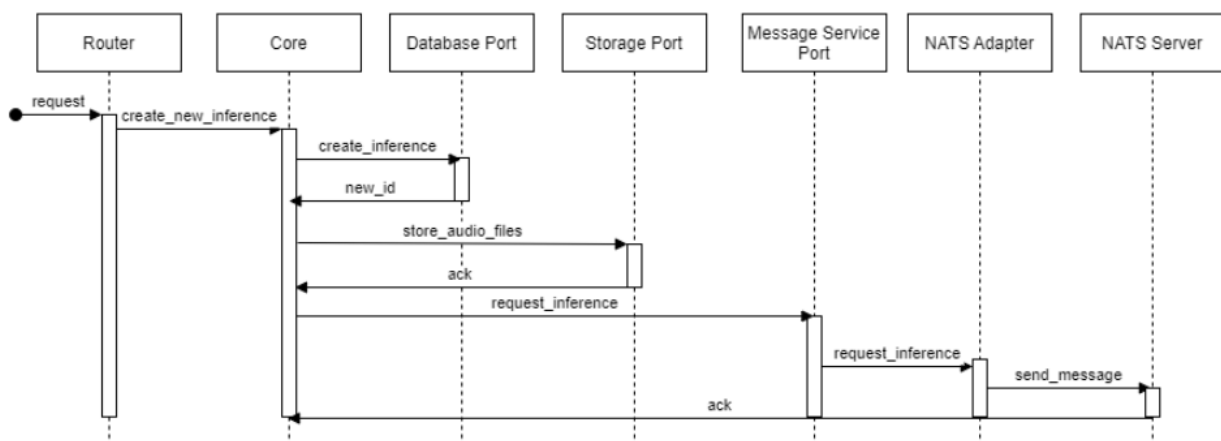 Router
Core
Database Port
Storage Port
Message Service
Port
NATS Adapter
NATS Server
request
create_new_inference
create_inference
new_id
store_audio_files
ack
request_inference
request_inference
send_message
ack